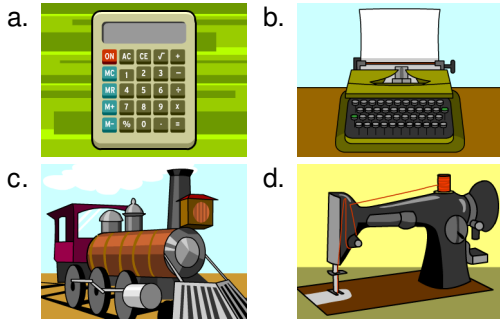 a.
b.
ON AC CE √ +
MC 1 2 3 −
MR 4 5 6 ÷
M+ 7 8 9 x
M− % 0 · =
c.
d.